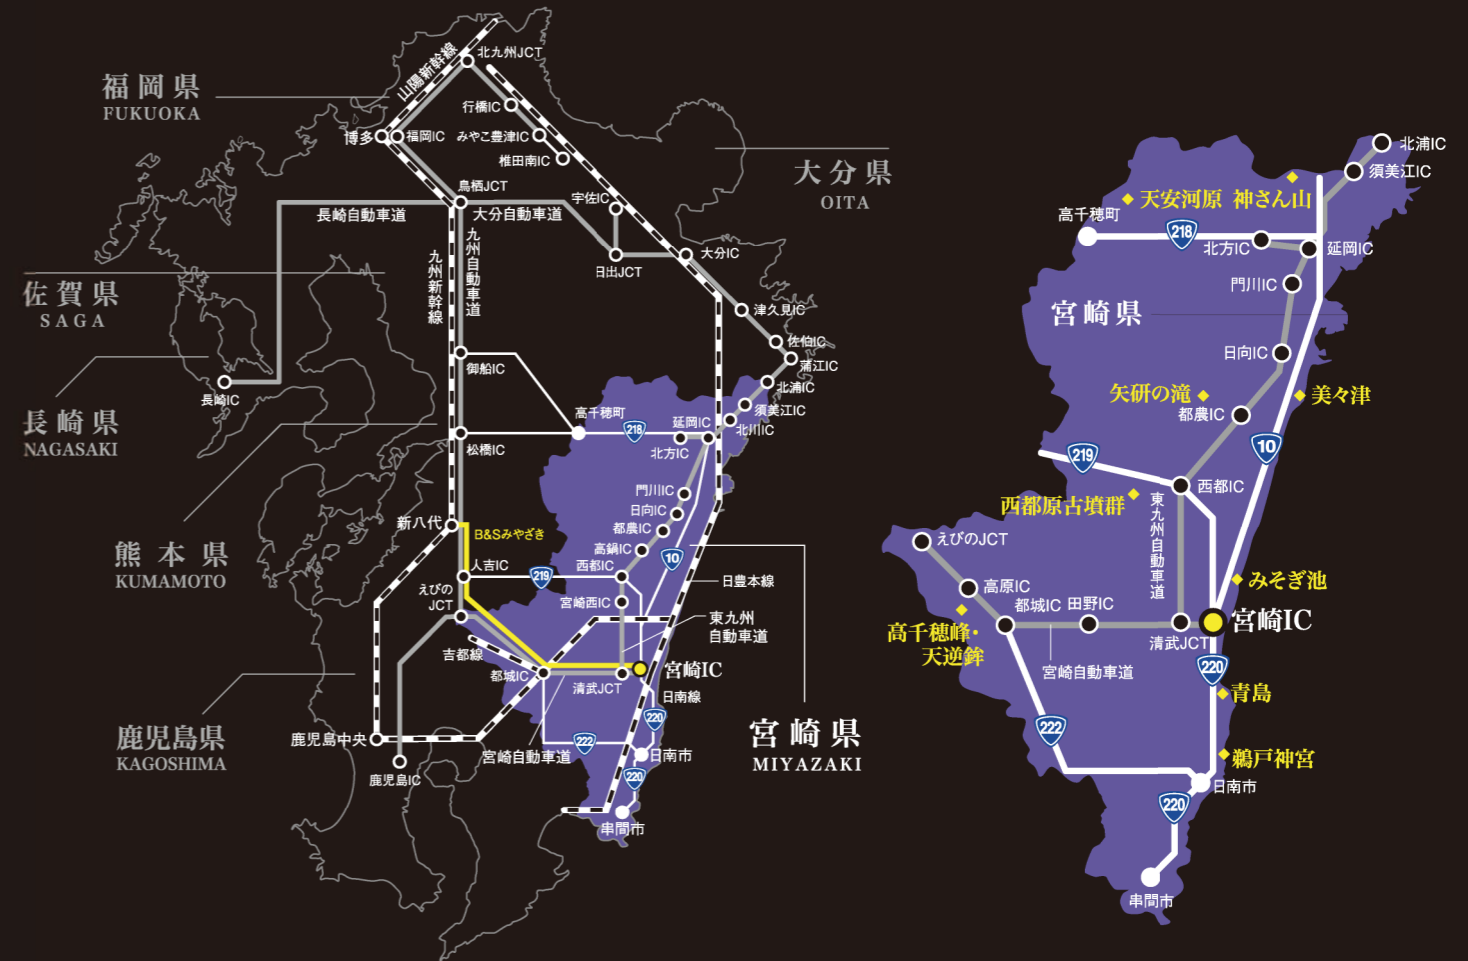 福岡県
FUKUOKA
佐賀県
SAGA
長崎県
NAGASAKI
熊本県
KUMAMOTO
鹿児島県
KAGOSHIMA
大分県
OITA
宮崎県
MIYAZAKI
山陽新幹線
北九州JCT
行橋IC
みやこ豊津IC
椎田南IC
博多
福岡IC
鳥栖JCT
長崎自動車道
大分自動車道
宇佐IC
日出JCT
大分IC
九州新幹線
九州自動車道
津久見IC
佐伯IC
蒲江IC
北浦IC
須美江IC
北川IC
長崎IC
御船IC
高千穂町
218
延岡IC
北方IC
松橋IC
門川IC
日向IC
都農IC
高鍋IC
西都IC
新八代
B&Sみやざき
人吉IC
219
10
えびの
JCT
宮崎西IC
日豊本線
東九州
自動車道
吉都線
都城IC
清武JCT
宮崎IC
日南線
220
222
宮崎自動車道
日南市
220
串間市
鹿児島中央
鹿児島IC
北浦IC
須美江IC
天安河原
神さん山
高千穂町
218
北方IC
延岡IC
門川IC
宮崎県
日向IC
矢研の滝
都農IC
美々津
219
10
西都IC
西都原古墳群
東九州自動車道
えびのJCT
高原IC
都城IC
田野IC
みそぎ池
高千穂峰・
天逆鉾
宮崎自動車道
清武JCT
宮崎IC
220
青島
222
鵜戸神宮
日南市
220
串間市